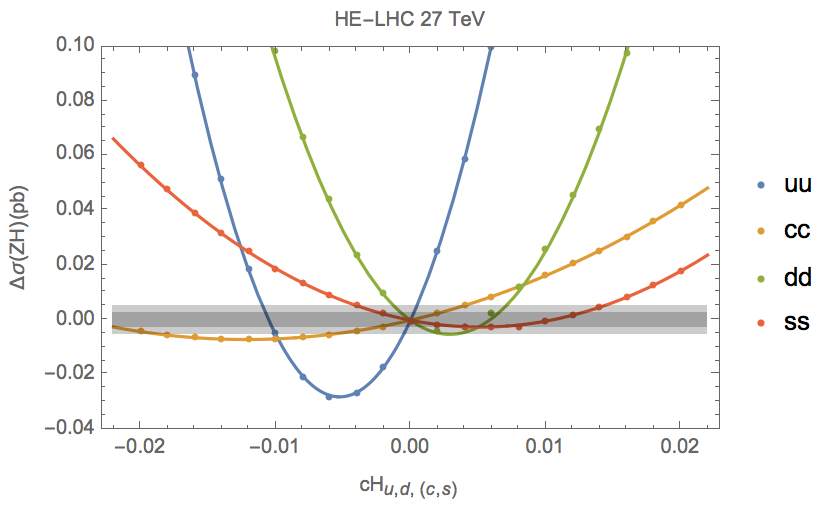 HE−LHC 27 TeV
Δσ(ZH)(pb)
0.10
0.08
0.06
0.04
0.02
0.00
−0.02
−0.04
−0.02 −0.01 0.00 0.01 0.02
cH_{u,d, (c,s)}
uu
cc
dd
ss